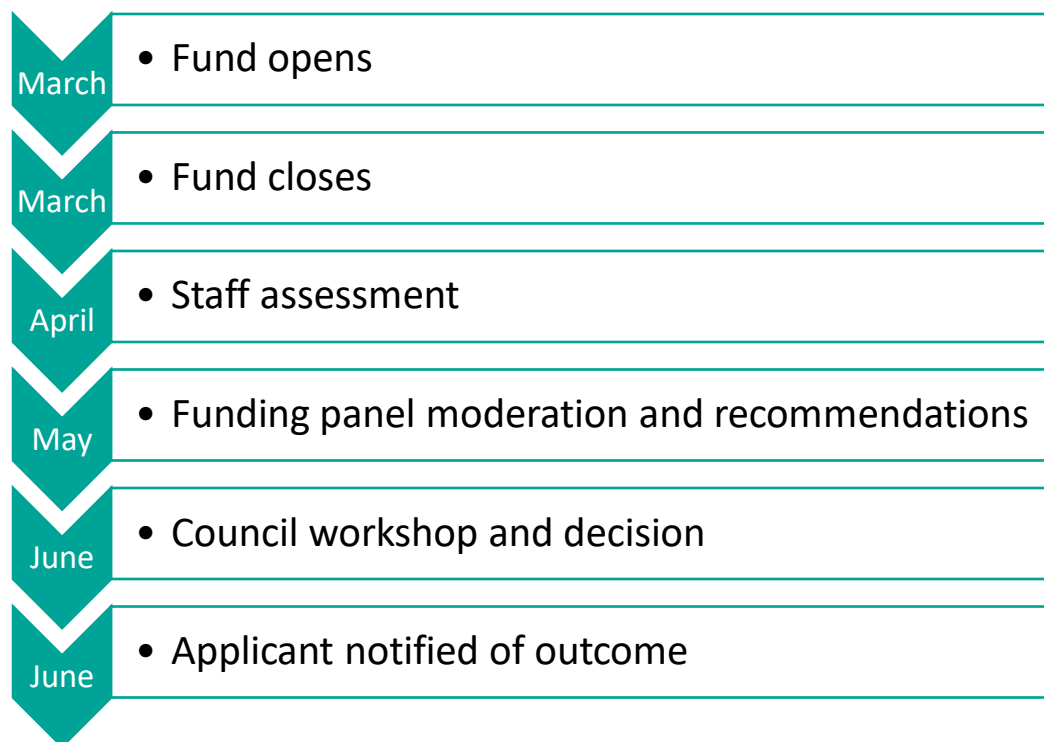 March
• Fund opens
March
• Fund closes
April
• Staff assessment
May
• Funding panel moderation and recommendations
June
• Council workshop and decision
June
• Applicant notified of outcome